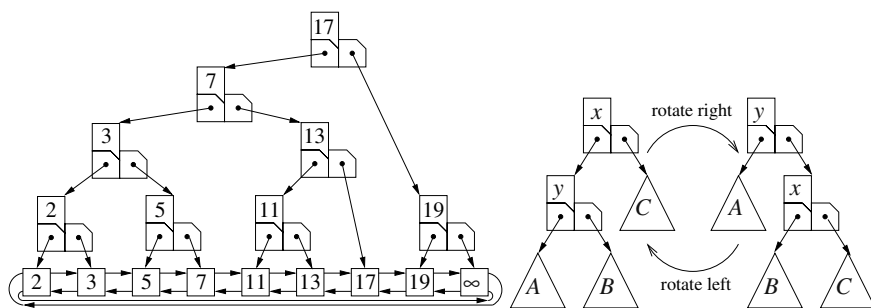 17
7
3
13
2
5
11
19
2 3 5 7 11 13 17 19 ∞
x
rotate right
y
y
C
A
x
A
B
rotate left
B
C